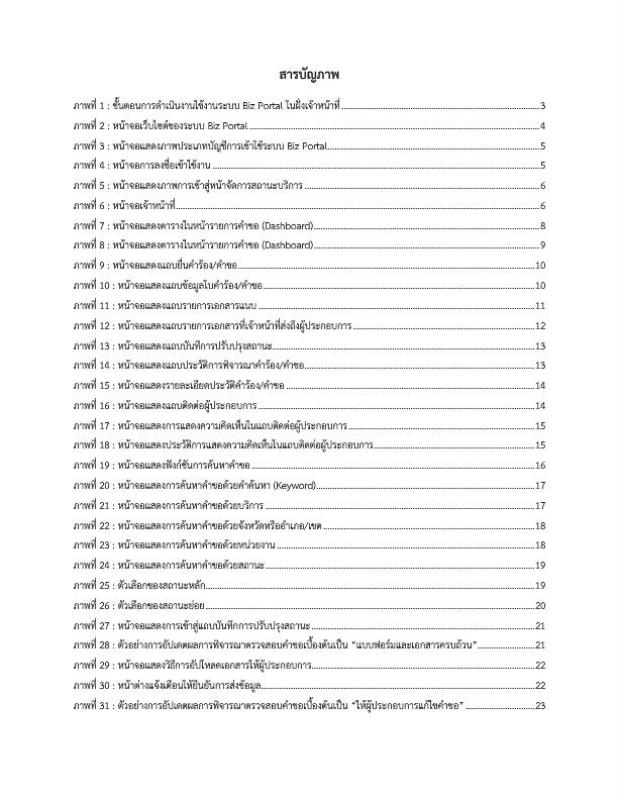 สารบัญภาพ
ภาพที่ 1 : ขั้นตอนการดำเนินงานใช้งานระบบ Biz Portal ในฝั่งเจ้าหน้าที่ 3
ภาพที่ 2 : หน้าจอเว็บไซต์ของระบบ Biz Portal 4
ภาพที่ 3 : หน้าจอแสดงภาพประเภทบัญชีการเข้าใช้ระบบ Biz Portal 5
ภาพที่ 4 : หน้าจอการลงชื่อเข้าใช้งาน 5
ภาพที่ 5 : หน้าจอแสดงภาพการเข้าสู่หน้าจัดการสถานะบริการ 6
ภาพที่ 6 : หน้าจอเจ้าหน้าที่ 6
ภาพที่ 7 : หน้าจอแสดงตารางในหน้ารายการคำขอ (Dashboard) 8
ภาพที่ 8 : หน้าจอแสดงตารางในหน้ารายการคำขอ (Dashboard) 9
ภาพที่ 9 : หน้าจอแสดงแถบยื่นคำร้อง/คำขอ 10
ภาพที่ 10 : หน้าจอแสดงแถบข้อมูลใบคำร้อง/คำขอ 10
ภาพที่ 11 : หน้าจอแสดงแถบรายการเอกสารแนบ 11
ภาพที่ 12 : หน้าจอแสดงแถบรายการเอกสารที่เจ้าหน้าที่ส่งถึงผู้ประกอบการ 12
ภาพที่ 13 : หน้าจอแสดงแถบบันทึการปรับปรุงสถานะ 13
ภาพที่ 14 : หน้าจอแสดงแถบประวัติการพิจารณาคำร้อง/คำขอ 13
ภาพที่ 15 : หน้าจอแสดงรายละเอียดประวัติคำร้อง/คำขอ 14
ภาพที่ 16 : หน้าจอแสดงแถบติดต่อผู้ประกอบการ 14
ภาพที่ 17 : หน้าจอแสดงการแสดงความคิดเห็นในแถบติดต่อผู้ประกอบการ 15
ภาพที่ 18 : หน้าจอแสดงประวัติการแสดงความคิดเห็นในแถบติดต่อผู้ประกอบการ 15
ภาพที่ 19 : หน้าจอแสดงฟังก์ชันการค้นหาคำขอ 16
ภาพที่ 20 : หน้าจอแสดงการค้นหาคำขอด้วยคำค้นหา (Keyword) 17
ภาพที่ 21 : หน้าจอแสดงการค้นหาคำขอด้วยบริการ 17
ภาพที่ 22 : หน้าจอแสดงการค้นหาคำขอด้วยจังหวัดหรืออำเภอ/เขต 18
ภาพที่ 23 : หน้าจอแสดงการค้นหาคำขอด้วยหน่วยงาน 18
ภาพที่ 24 : หน้าจอแสดงการค้นหาคำขอด้วยสถานะ 19
ภาพที่ 25 : ตัวเลือกของสถานะหลัก 19
ภาพที่ 26 : ตัวเลือกของสถานะย่อย 20
ภาพที่ 27 : หน้าจอแสดงการเข้าสู่แถบบันทึกการปรับปรุงสถานะ 21
ภาพที่ 28 : ตัวอย่างการอัปเดตผลการพิจารณาตรวจสอบคำขอเบื้องต้นเป็น "แบบฟอร์มและเอกสารครบถ้วน" 21
ภาพที่ 29 : หน้าจอแสดงวิธีการอัปโหลดเอกสารให้ผู้ประกอบการ 22
ภาพที่ 30 : หน้าต่างแจ้งเตือนให้ยืนยันการส่งข้อมูล 22
ภาพที่ 31 : ตัวอย่างการอัปเดตผลการพิจารณาตรวจสอบคำขอเบื้องต้นเป็น "ให้ผู้ประกอบการแก้ไขคำขอ" 23